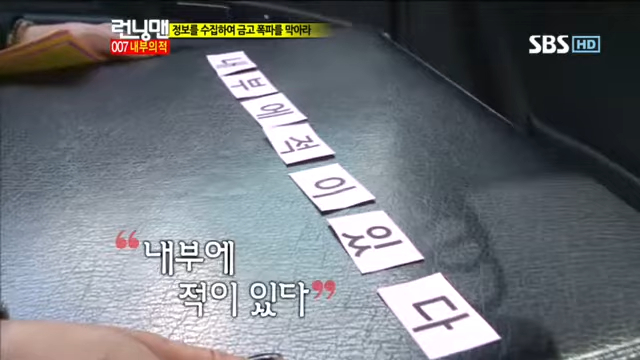 런닝맨 정보를 수집하여 금고 폭파를 막아라
007 내부의 적
SBS HD
내부에적이있다
“내부에
적이 있다”